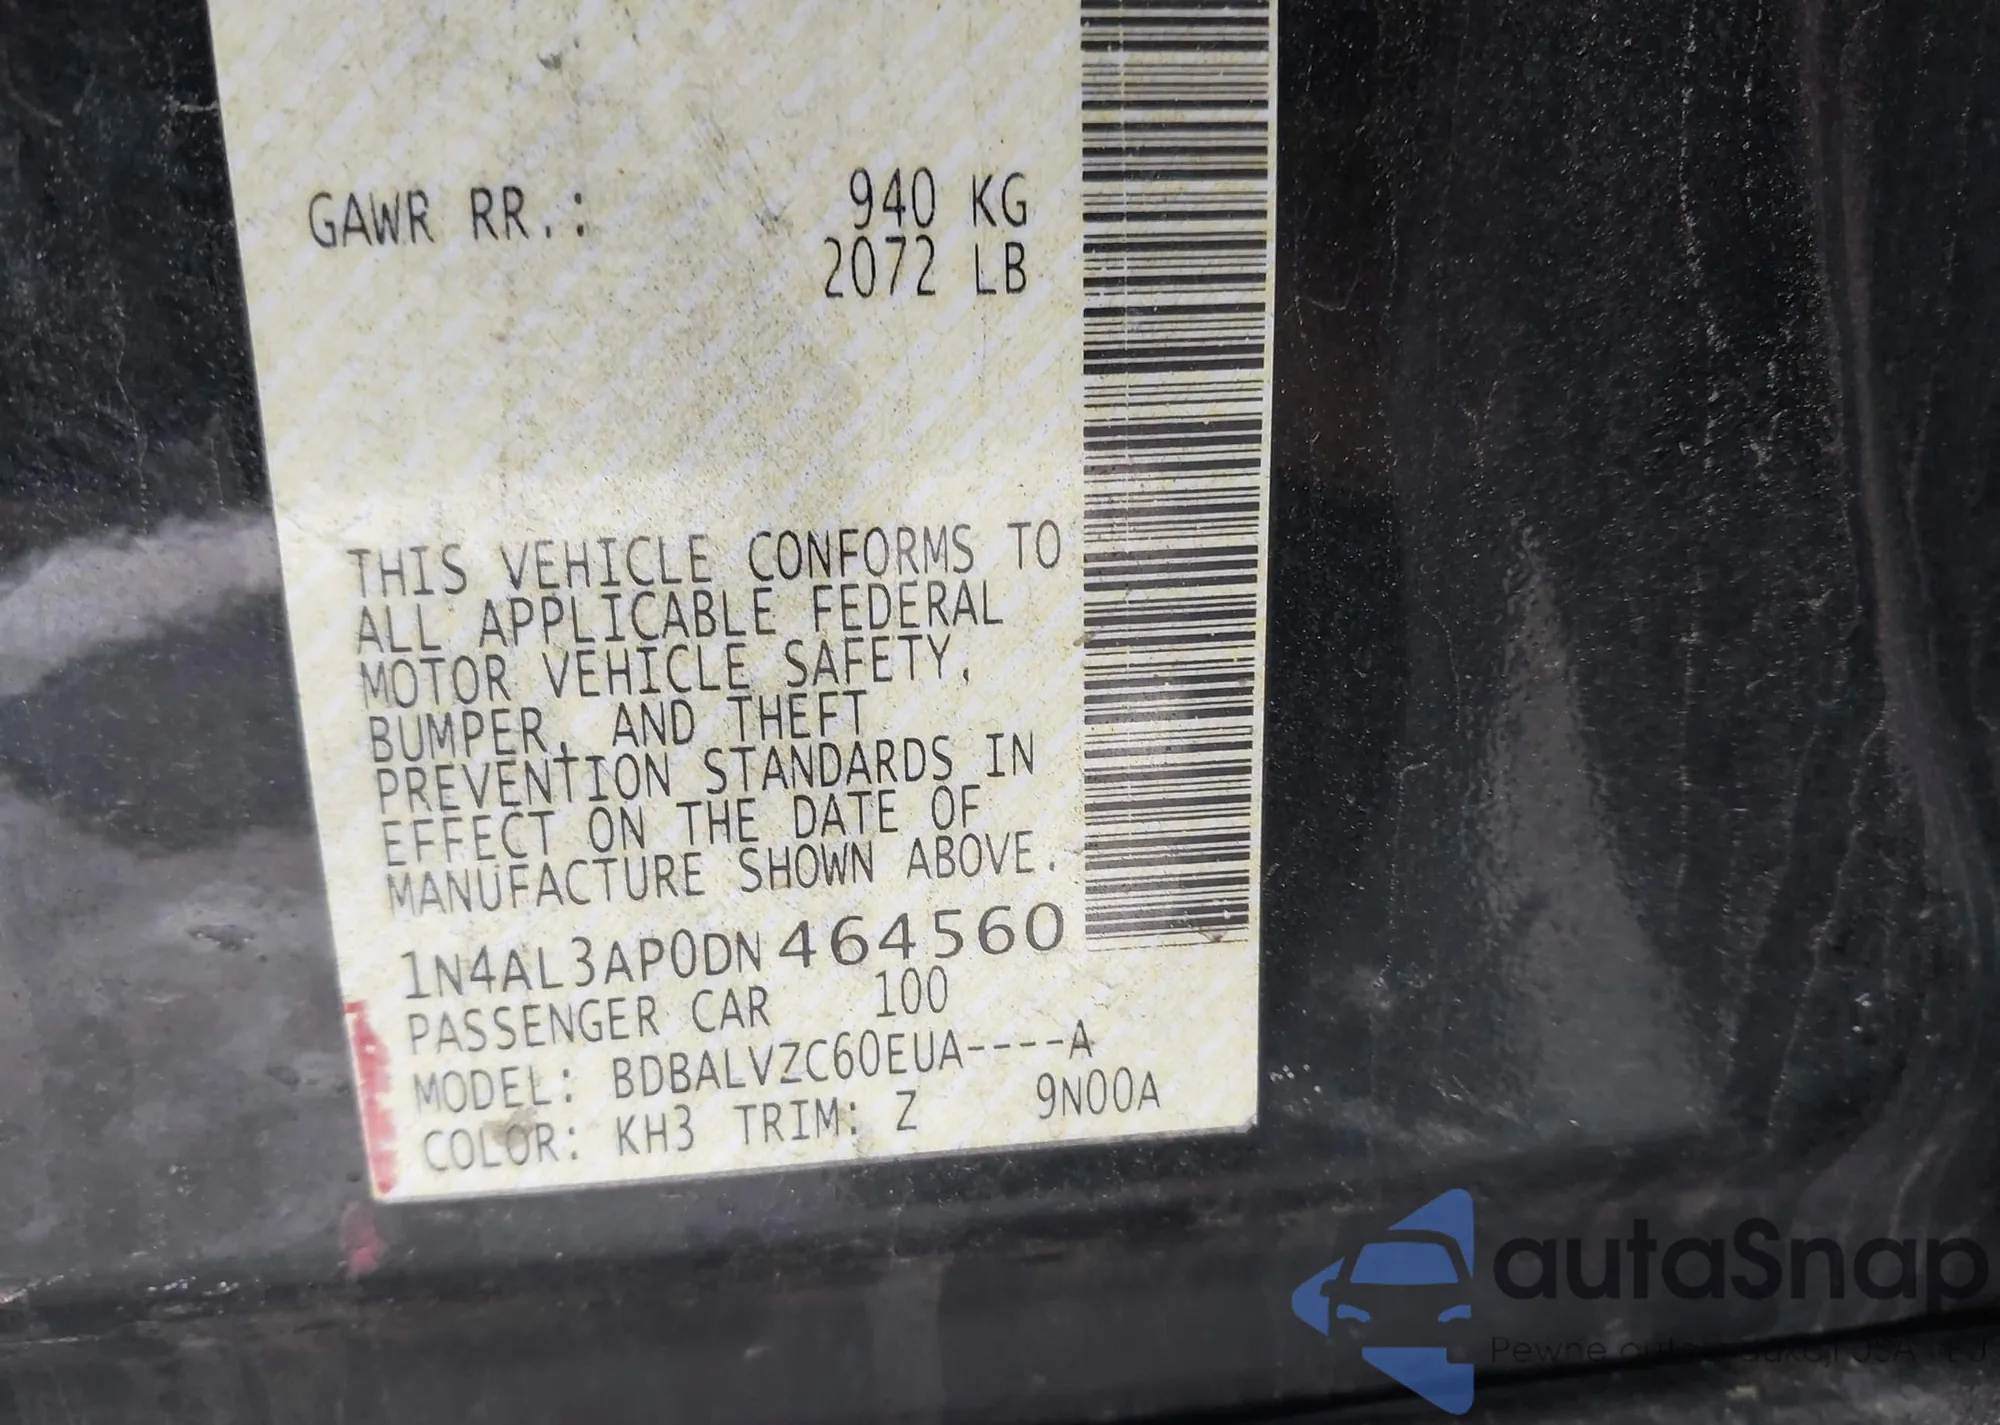 GAWR RR.: 940 KG
2072 LB
THIS VEHICLE CONFORMS TO
ALL APPLICABLE FEDERAL
MOTOR VEHICLE SAFETY,
BUMPER, AND THEFT
PREVENTION STANDARDS IN
EFFECT ON THE DATE OF
MANUFACTURE SHOWN ABOVE.
1N4AL3AP0DN464560
PASSENGER CAR 100
MODEL: BDBALVZC60EUA----A
COLOR: KH3 TRIM: Z 9N00A
autaSnap
Pewne auta